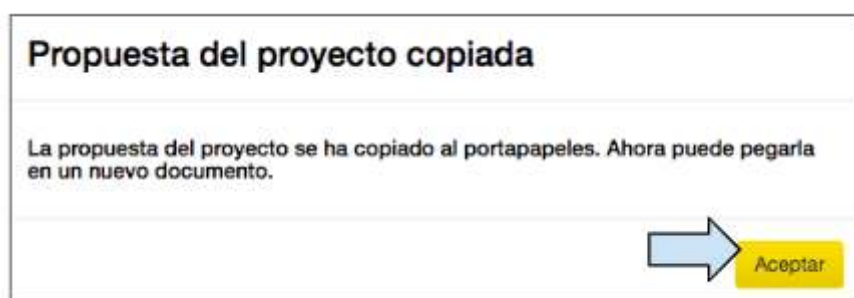 Propuesta del proyecto copiada
La propuesta del proyecto se ha copiado al portapapeles. Ahora puede pegarla
en un nuevo documento.
Aceptar